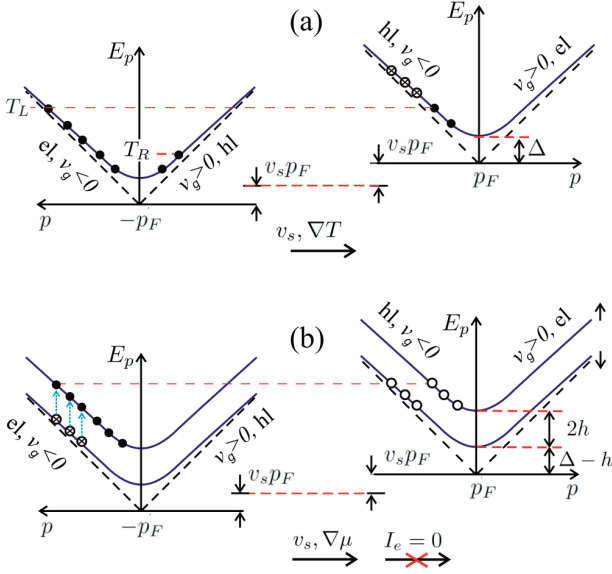 (a)
E_p
E_p
hl, v_g<0
v_g>0, el
T_L
T_R
el, v_g<0
v_g>0, hl
v_s p_F
v_s p_F
Δ
p
−p_F
p_F
p
v_s, ∇T
(b)
E_p
E_p
hl, v_g<0
v_g>0, el
el, v_g<0
v_g>0, hl
2h
v_s p_F
v_s p_F
Δ − h
p
−p_F
p_F
p
v_s, ∇μ
I_e = 0